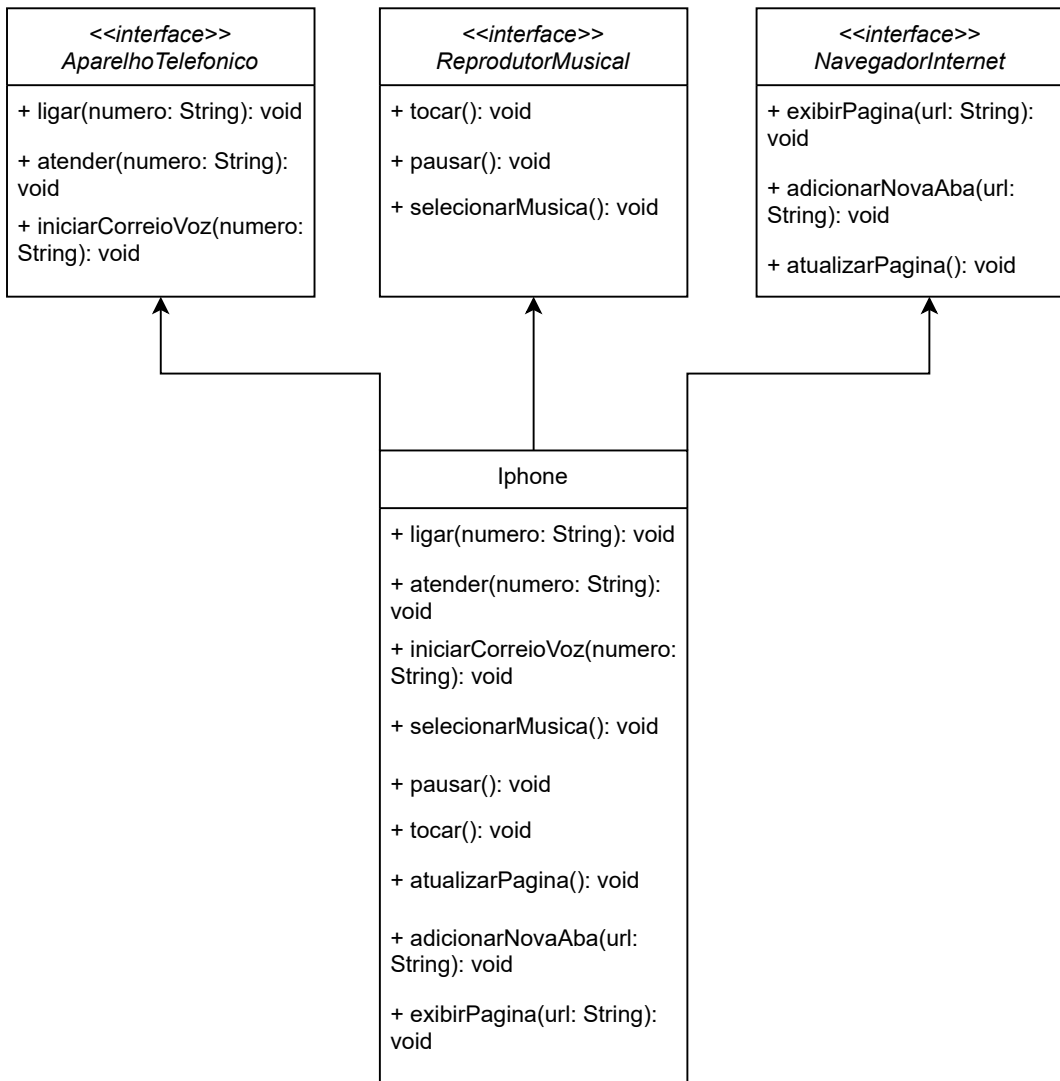 <<interface>>
AparelhoTelefonico
+ ligar(numero: String): void
+ atender(numero: String):
void
+ iniciarCorreioVoz(numero:
String): void
<<interface>>
ReprodutorMusical
+ tocar(): void
+ pausar(): void
+ selecionarMusica(): void
<<interface>>
NavegadorInternet
+ exibirPagina(url: String):
void
+ adicionarNovaAba(url:
String): void
+ atualizarPagina(): void
Iphone
+ ligar(numero: String): void
+ atender(numero: String):
void
+ iniciarCorreioVoz(numero:
String): void
+ selecionarMusica(): void
+ pausar(): void
+ tocar(): void
+ atualizarPagina(): void
+ adicionarNovaAba(url:
String): void
+ exibirPagina(url: String):
void